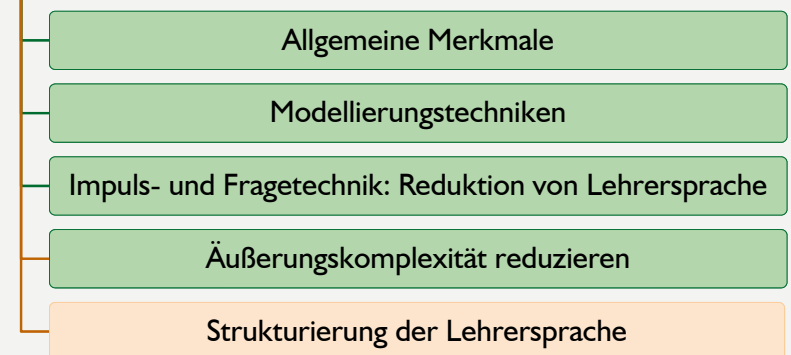 Allgemeine Merkmale
Modellierungstechniken
Impuls- und Fragetechnik: Reduktion von Lehrersprache
Äußerungskomplexität reduzieren
Strukturierung der Lehrersprache